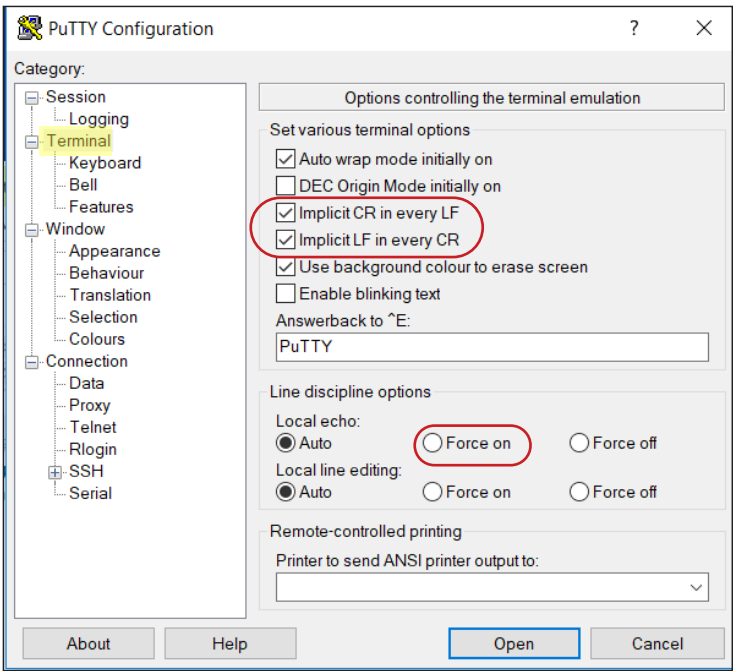 PuTTY Configuration
?
Category:
Session
Logging
Terminal
Keyboard
Bell
Features
Window
Appearance
Behaviour
Translation
Selection
Colours
Connection
Data
Proxy
Telnet
Rlogin
SSH
Serial
Options controlling the terminal emulation
Set various terminal options
Auto wrap mode initially on
DEC Origin Mode initially on
Implicit CR in every LF
Implicit LF in every CR
Use background colour to erase screen
Enable blinking text
Answerback to ^E:
PuTTY
Line discipline options
Local echo:
Auto Force on Force off
Local line editing:
Auto Force on Force off
Remote-controlled printing
Printer to send ANSI printer output to:
About Help Open Cancel